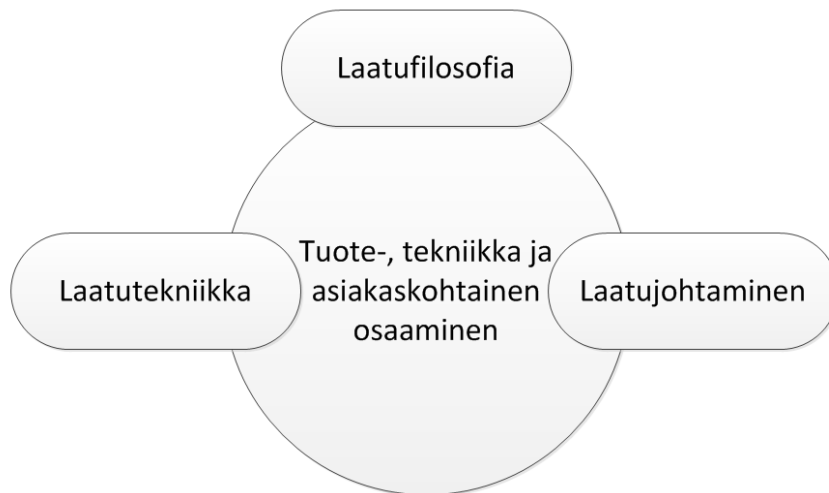 Laatufilosofia
Laatutekniikka
Tuote-, tekniikka ja
asiakaskohtainen
osaaminen
Laatujohtaminen